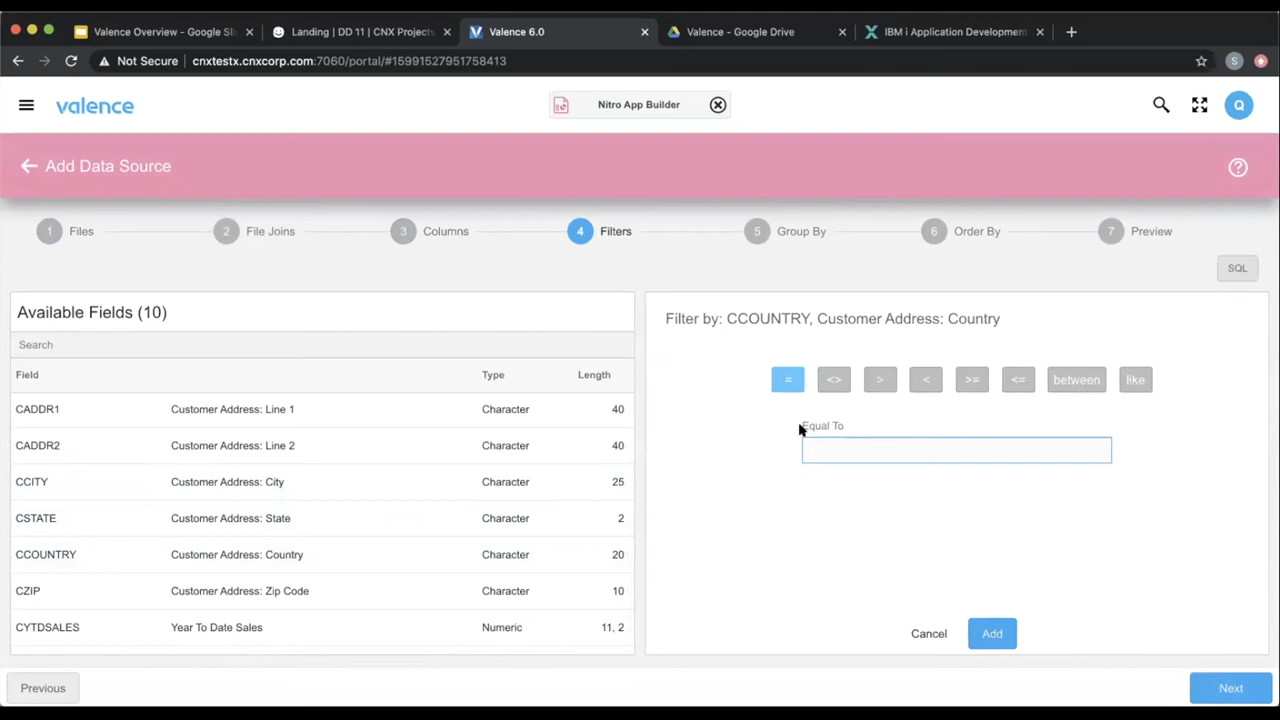 Valence Overview - Google Sli
Landing | DD 11 | CNX Projects
Valence 6.0
Valence - Google Drive
IBM i Application Development
Not Secure
cnxtestx.cnxcorp.com:7060/portal/#15991527951758413
S
valence
Nitro App Builder
Q
Add Data Source
1 Files
2 File Joins
3 Columns
4 Filters
5 Group By
6 Order By
7 Preview
SQL
Available Fields (10)
Search
Field Type Length
CADDR1 Customer Address: Line 1 Character 40
CADDR2 Customer Address: Line 2 Character 40
CCITY Customer Address: City Character 25
CSTATE Customer Address: State Character 2
CCOUNTRY Customer Address: Country Character 20
CZIP Customer Address: Zip Code Character 10
CYTDSALES Year To Date Sales Numeric 11, 2
Filter by: CCOUNTRY, Customer Address: Country
= <> > < >= <= between like
Equal To
Cancel Add
Previous
Next